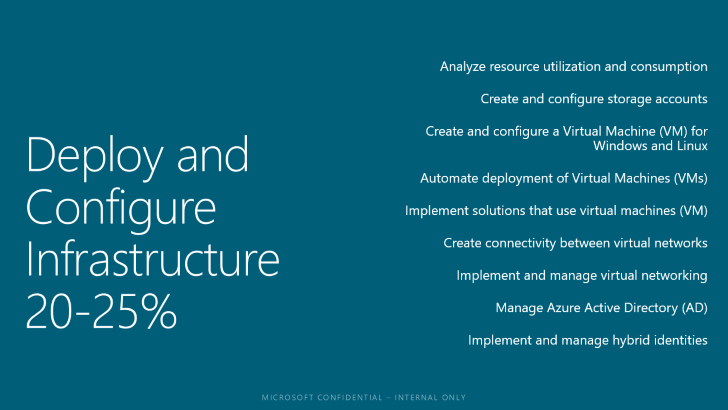 Deploy and
Configure
Infrastructure
20-25%
Analyze resource utilization and consumption
Create and configure storage accounts
Create and configure a Virtual Machine (VM) for
Windows and Linux
Automate deployment of Virtual Machines (VMs)
Implement solutions that use virtual machines (VM)
Create connectivity between virtual networks
Implement and manage virtual networking
Manage Azure Active Directory (AD)
Implement and manage hybrid identities
MICROSOFT CONFIDENTIAL – INTERNAL ONLY